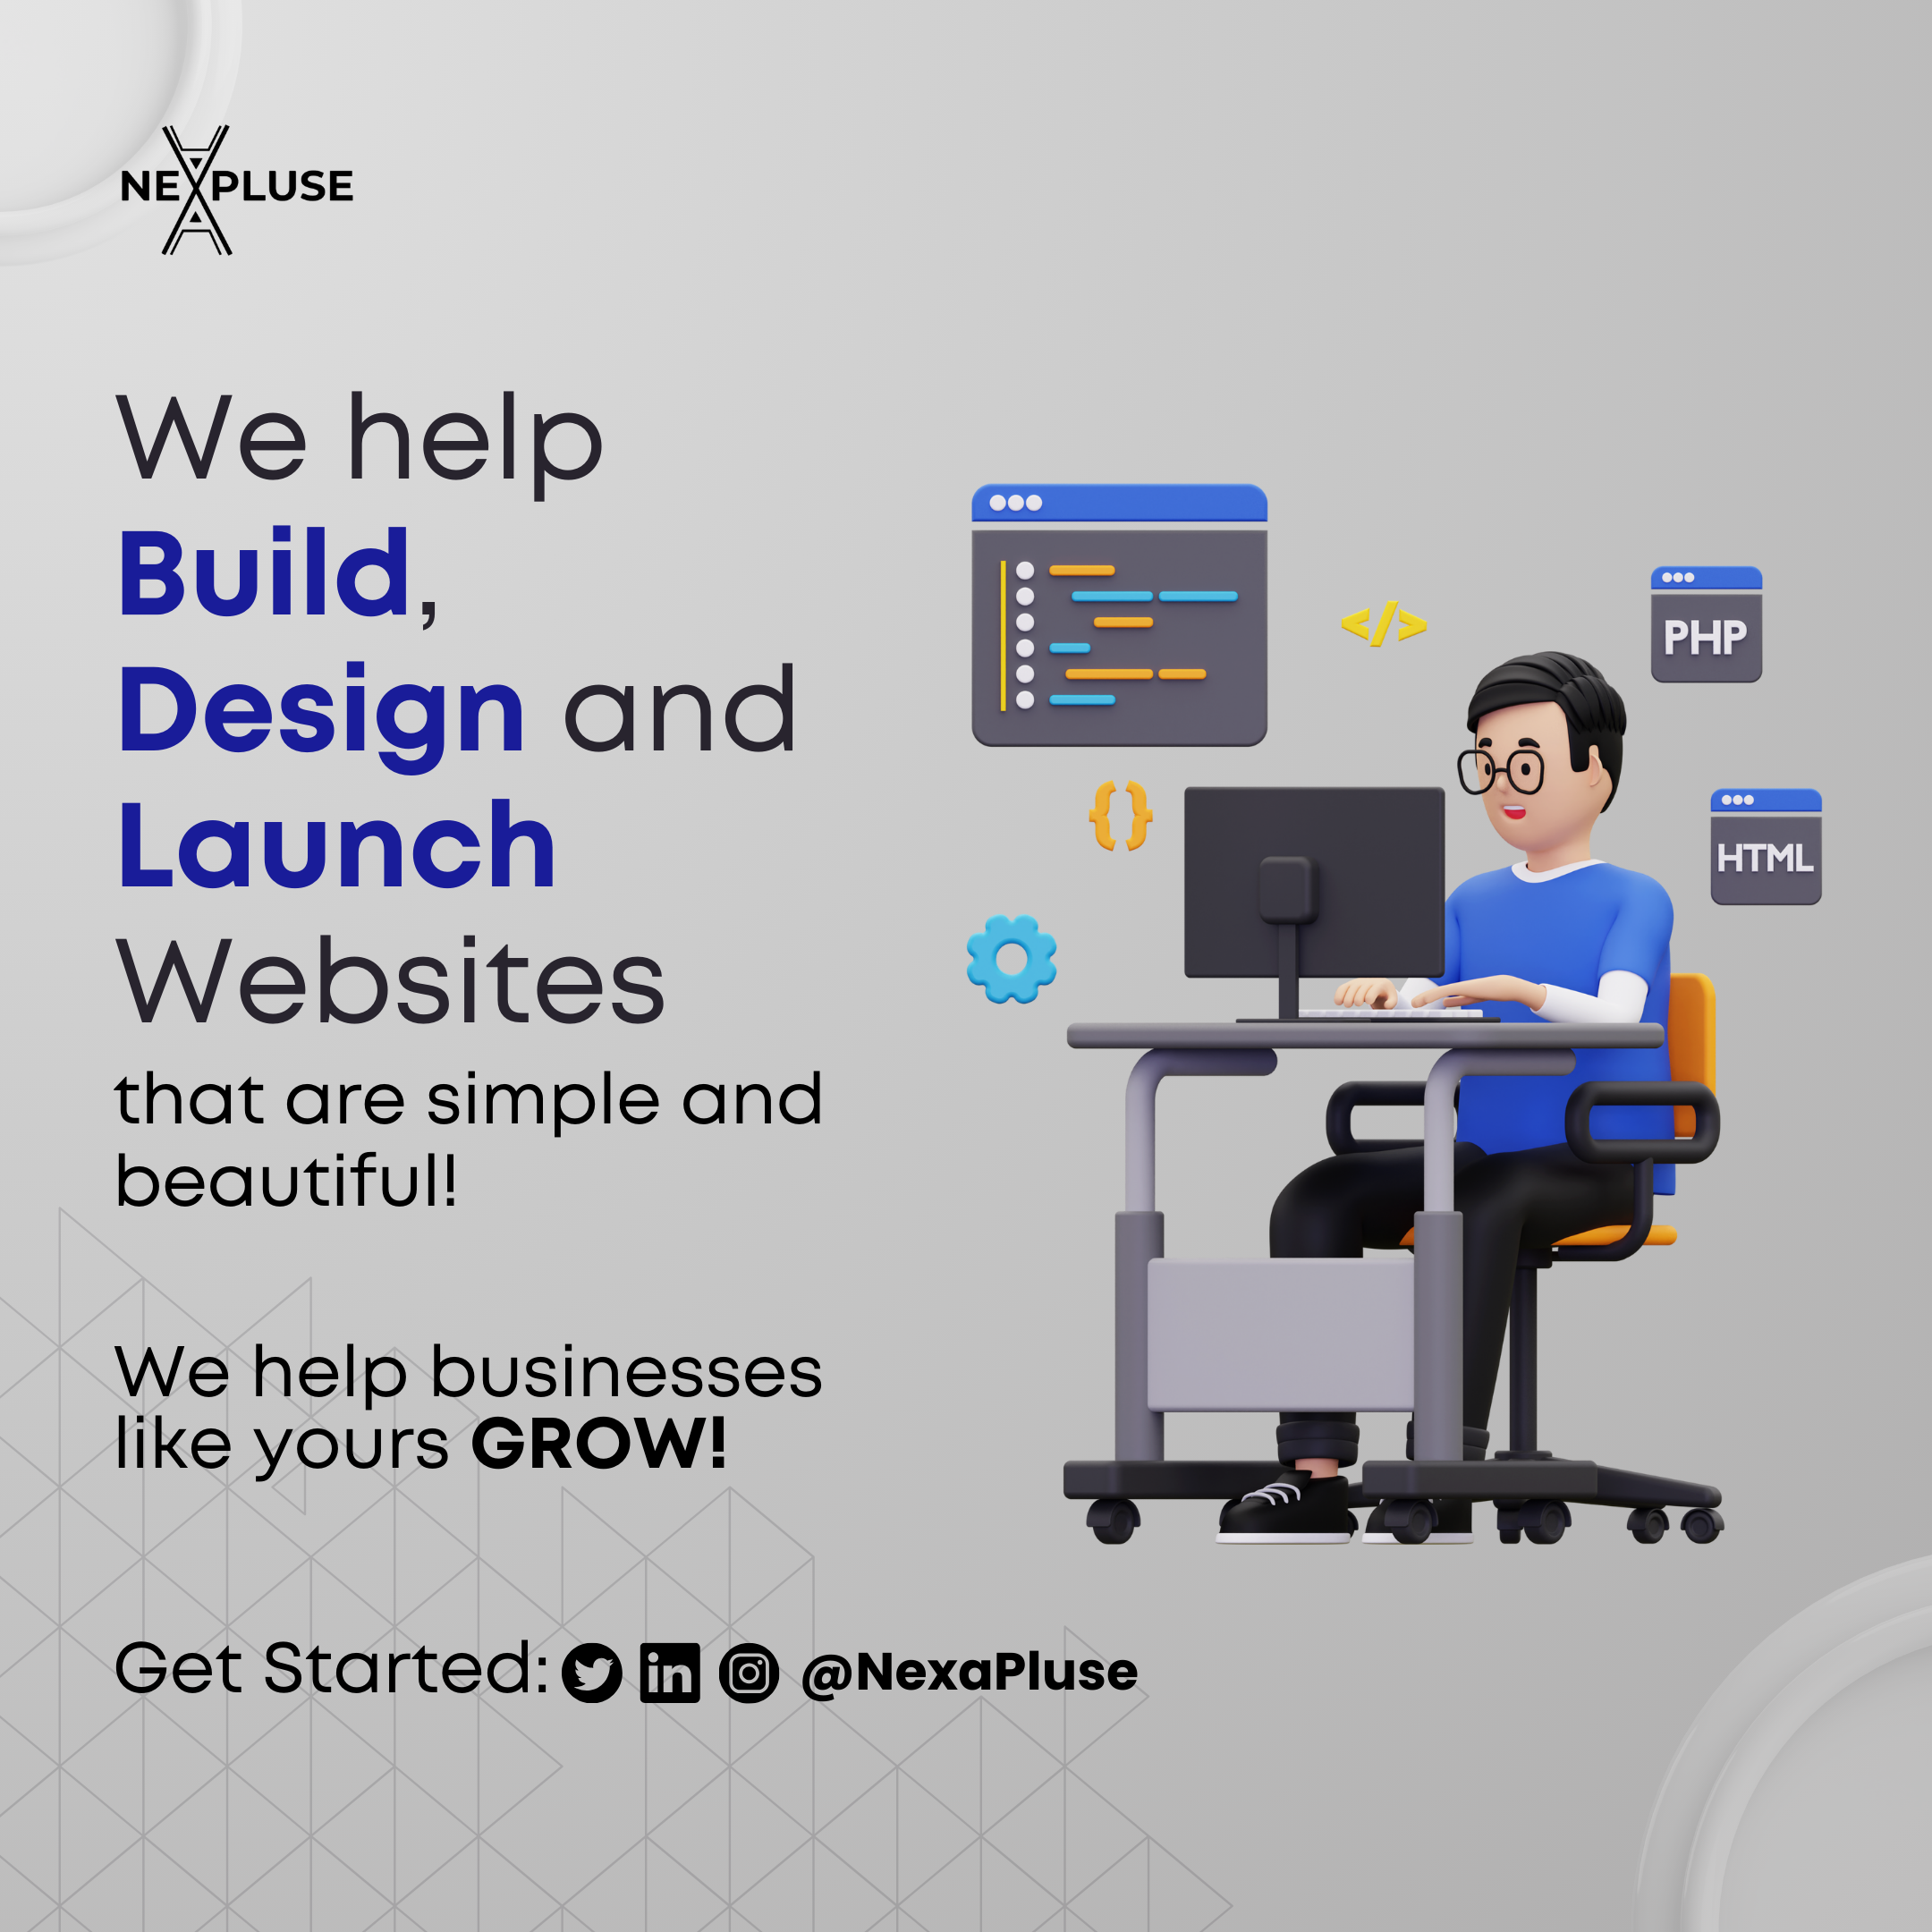 NEXPLUSE
We help
Build,
Design and
Launch
Websites
that are simple and
beautiful!
We help businesses
like yours GROW!
Get Started: @NexaPluse
</>
PHP
{}
HTML